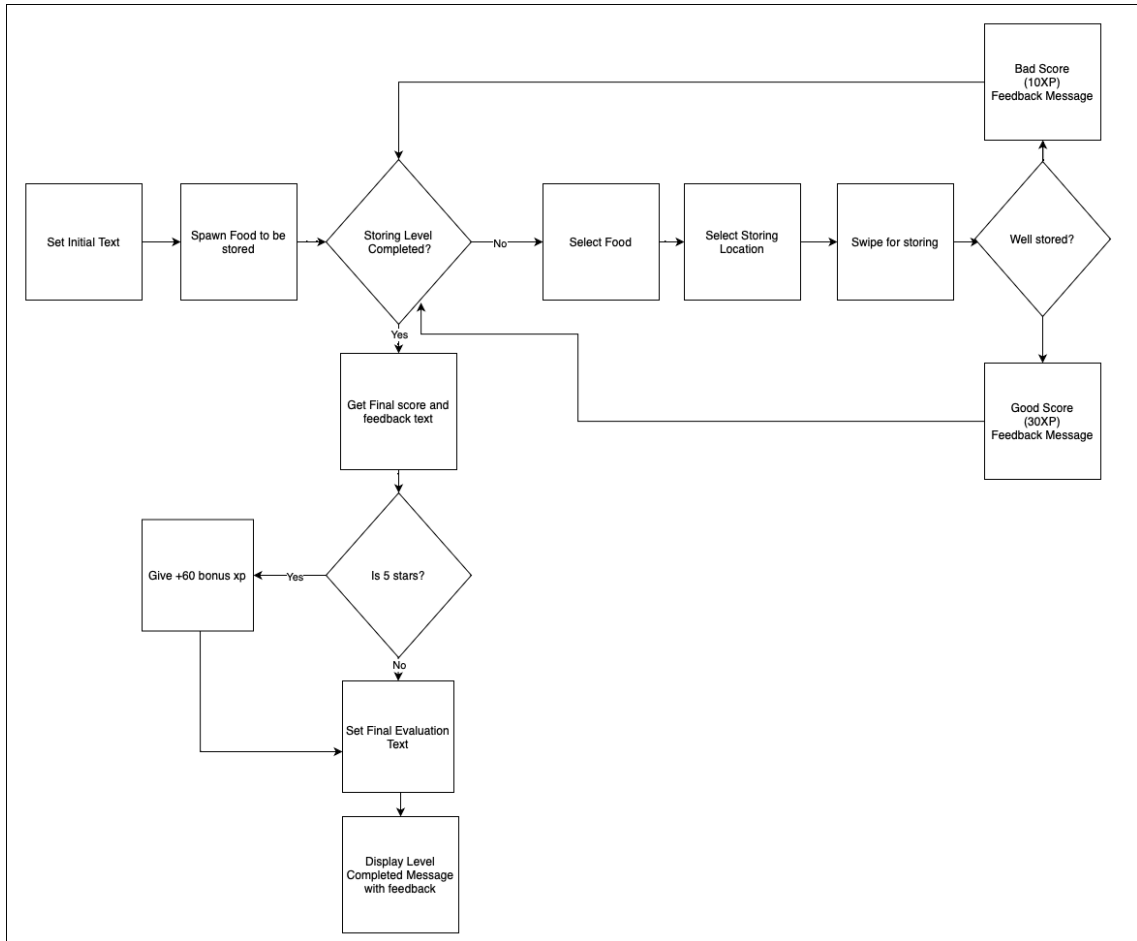 Bad Score
(10XP)
Feedback Message
Set Initial Text
Spawn Food to be
stored
Storing Level
Completed?
No
Select Food
Select Storing
Location
Swipe for storing
Well stored?
Yes
Get Final score and
feedback text
Good Score
(30XP)
Feedback Message
Give +60 bonus xp
Yes
Is 5 stars?
No
Set Final Evaluation
Text
Display Level
Completed Message
with feedback